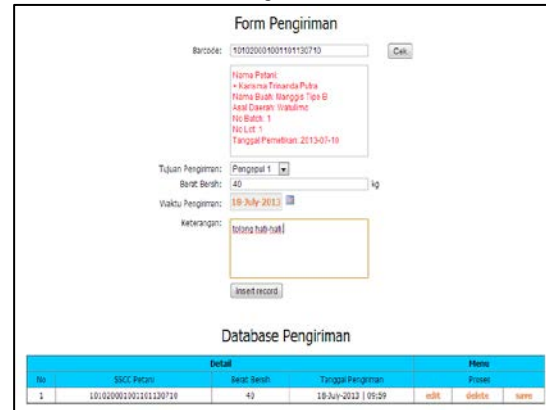 Form Pengiriman
Barcode: 101020001001101130710 Cek
Nama Petani:
+ Karisma Trinanda Putra
Nama Buah: Manggis Tipe B
Asal Daerah: Watulimo
No Batch: 1
No Lot: 1
Tanggal Pemetikan: 2013-07-10
Tujuan Pengiriman: Pengepul 1
Berat Bersih: 40 kg
Waktu Pengiriman: 18-July-2013
Keterangan: tolong hati-hati
Insert record
Database Pengiriman
Detail Menu
No SSCC Petani Berat Bersih Tanggal Pengiriman Proses
1 101020001001101130710 40 18-July-2013 | 09:59 edit delete save